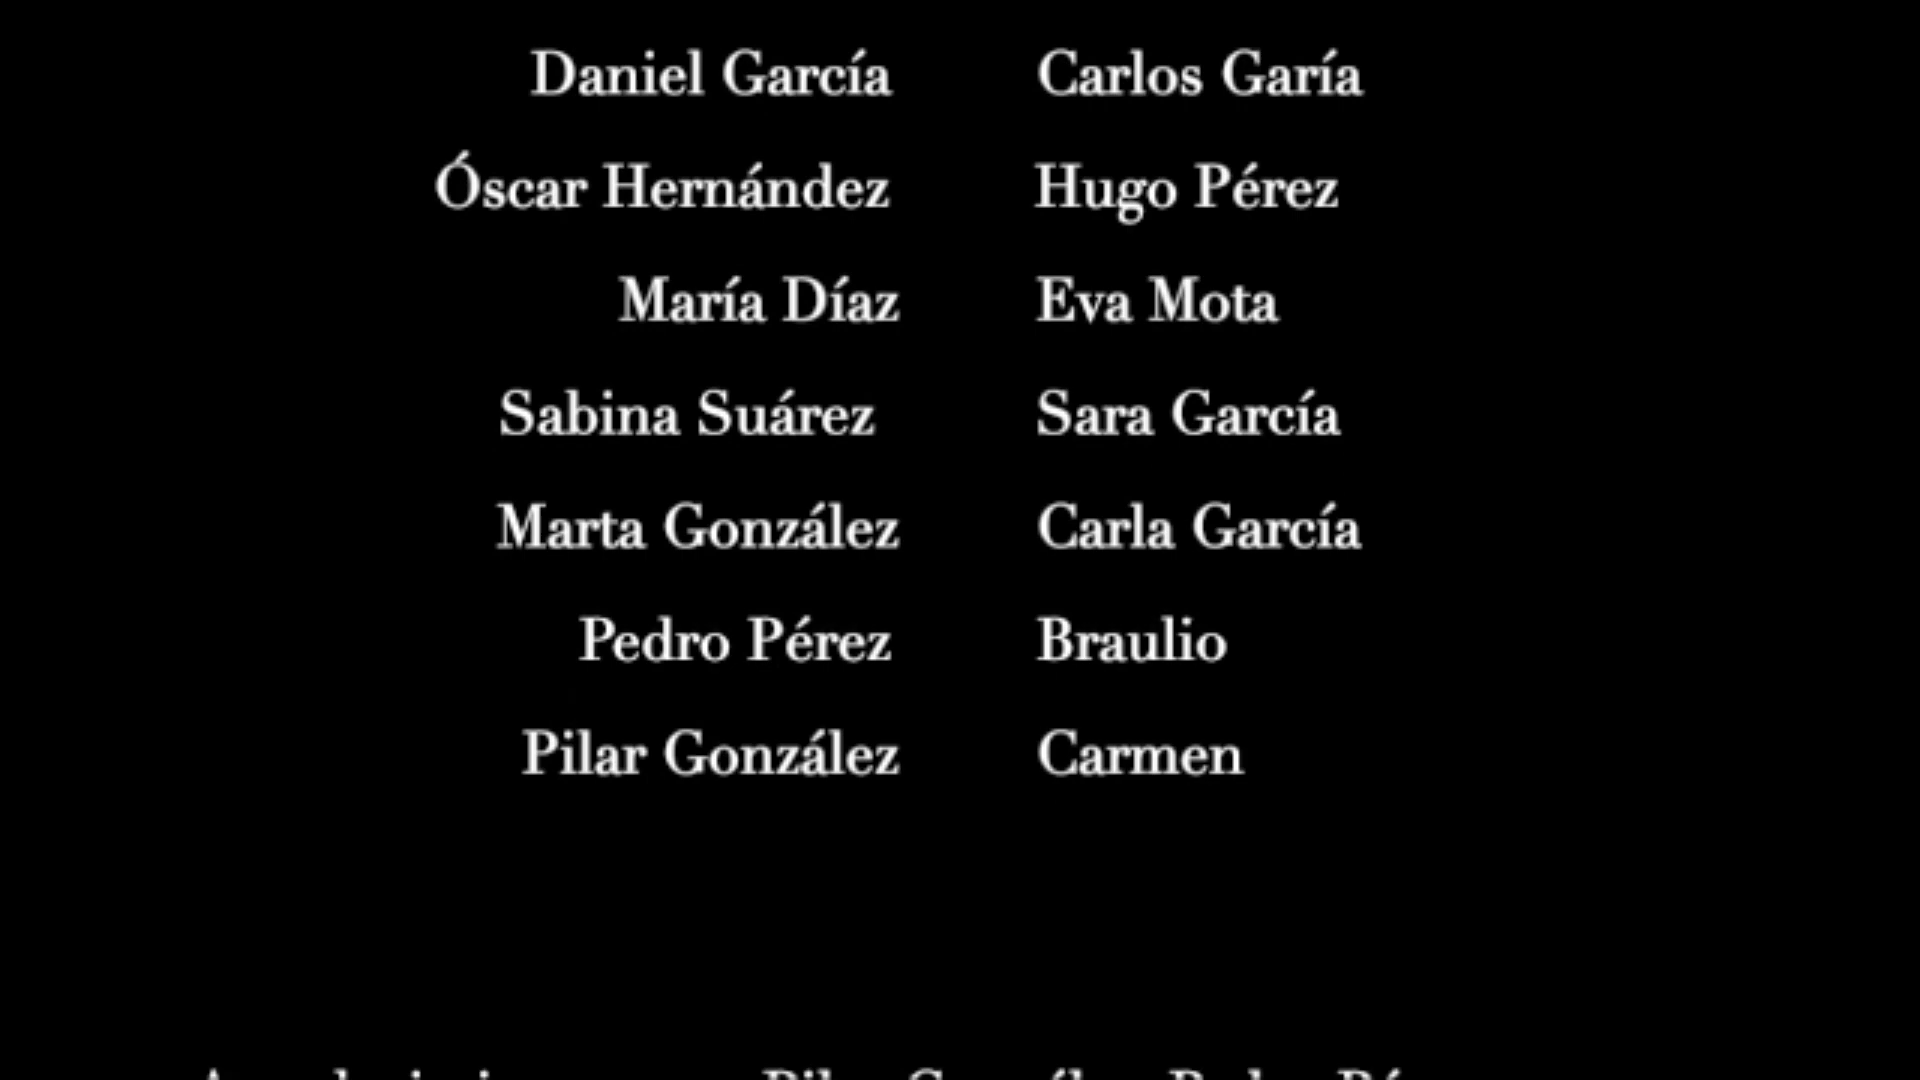 Daniel García Carlos Garía
Óscar Hernández Hugo Pérez
María Díaz Eva Mota
Sabina Suárez Sara García
Marta González Carla García
Pedro Pérez Braulio
Pilar González Carmen